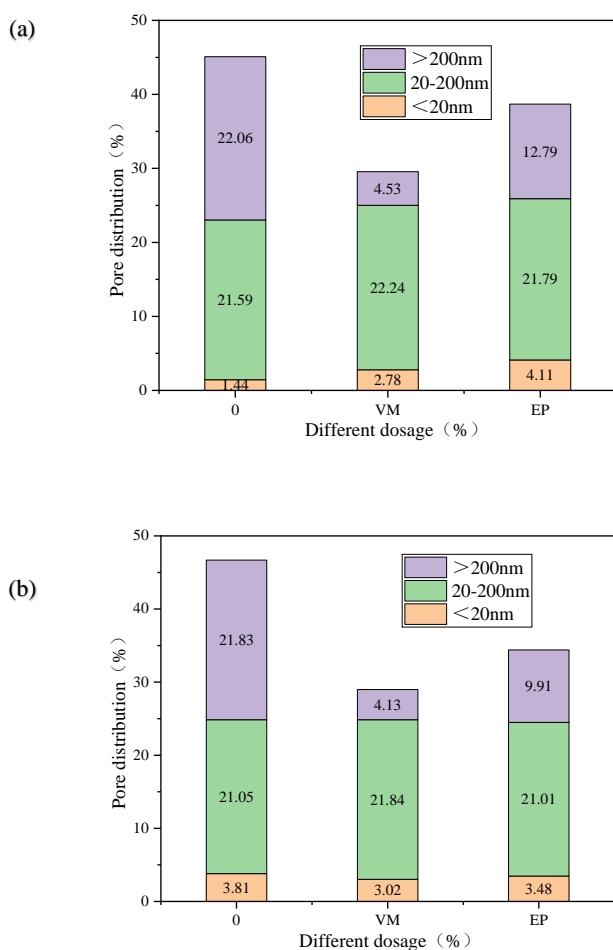 (a)
50
40
30
20
10
0
Pore distribution（%）
＞200nm
20-200nm
＜20nm
22.06
21.59
1.44
4.53
22.24
2.78
12.79
21.79
4.11
0 VM EP
Different dosage（%）
(b)
50
40
30
20
10
0
Pore distribution（%）
＞200nm
20-200nm
＜20nm
21.83
21.05
3.81
4.13
21.84
3.02
9.91
21.01
3.48
0 VM EP
Different dosage（%）